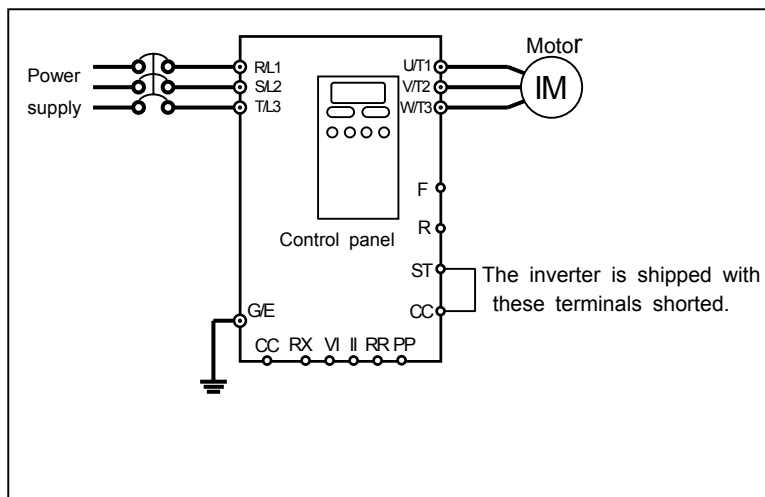 Power
supply
R/L1
S/L2
T/L3
U/T1
V/T2
W/T3
Motor
IM
Control panel
F
R
ST
CC
The inverter is shipped with
these terminals shorted.
G/E
CC RX VI II RR PP